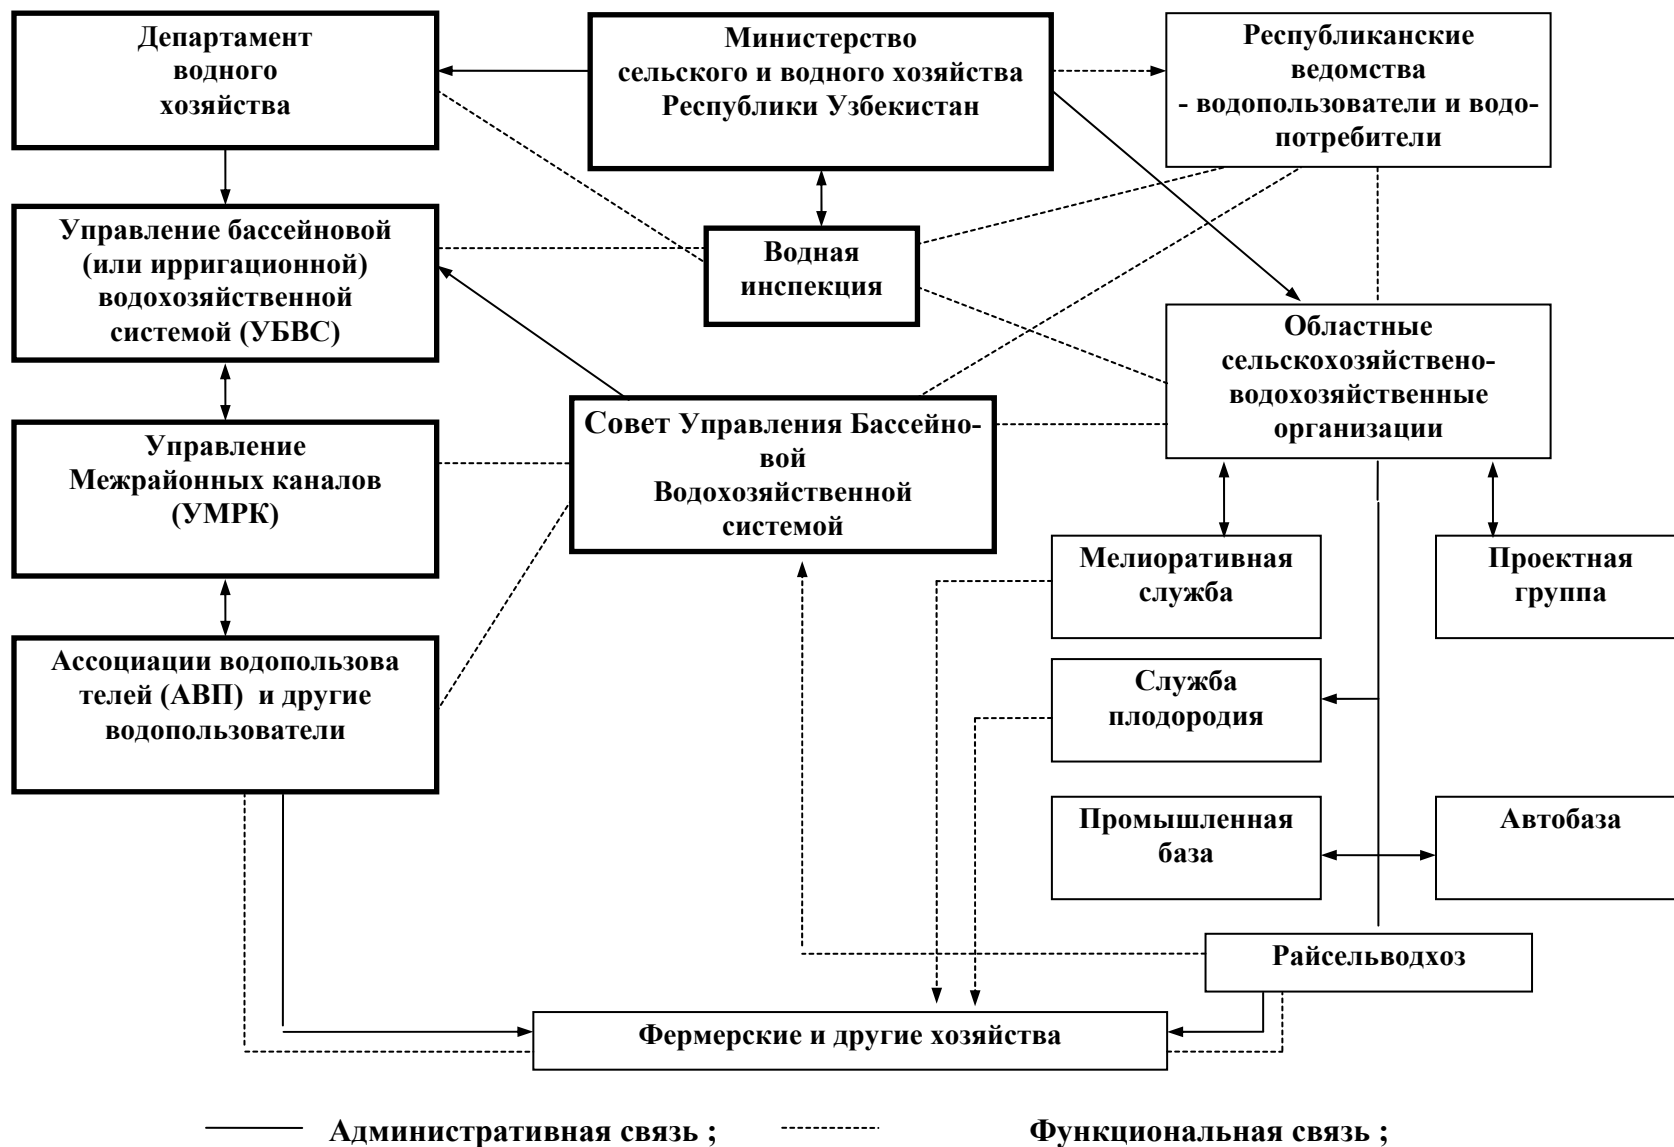 Департамент
водного
хозяйства
Министерство
сельского и водного хозяйства
Республики Узбекистан
Республиканские
ведомства
- водопользователи и водо-
потребители
Управление бассейновой
(или ирригационной)
водохозяйственной
системой (УБВС)
Водная
инспекция
Областные
сельскохозяйствено-
водохозяйственные
организации
Управление
Межрайонных каналов
(УМРК)
Совет Управления Бассейно-
вой
Водохозяйственной
системой
Мелиоративная
служба
Проектная
группа
Ассоциации водопользова
телей (АВП) и другие
водопользователи
Служба
плодородия
Промышленная
база
Автобаза
Райсельводхоз
Фермерские и другие хозяйства
Административная связь ;
Функциональная связь ;